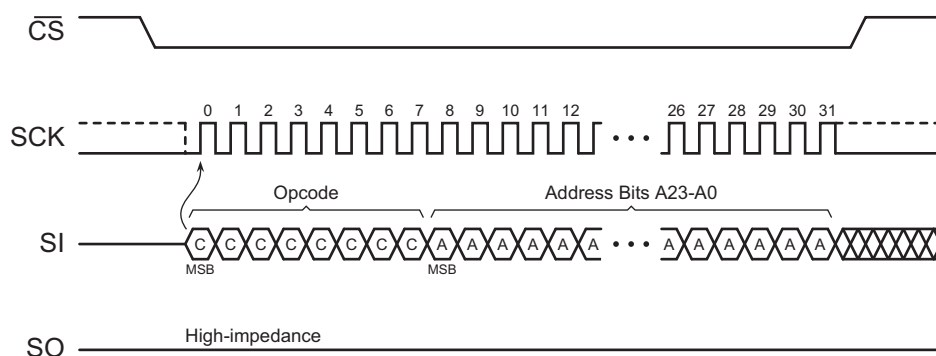 CS
0 1 2 3 4 5 6 7 8 9 10 11 12 26 27 28 29 30 31
SCK
Opcode Address Bits A23-A0
SI C C C C C C C C A A A A A A A A A A A A
MSB MSB
High-impedance
SO